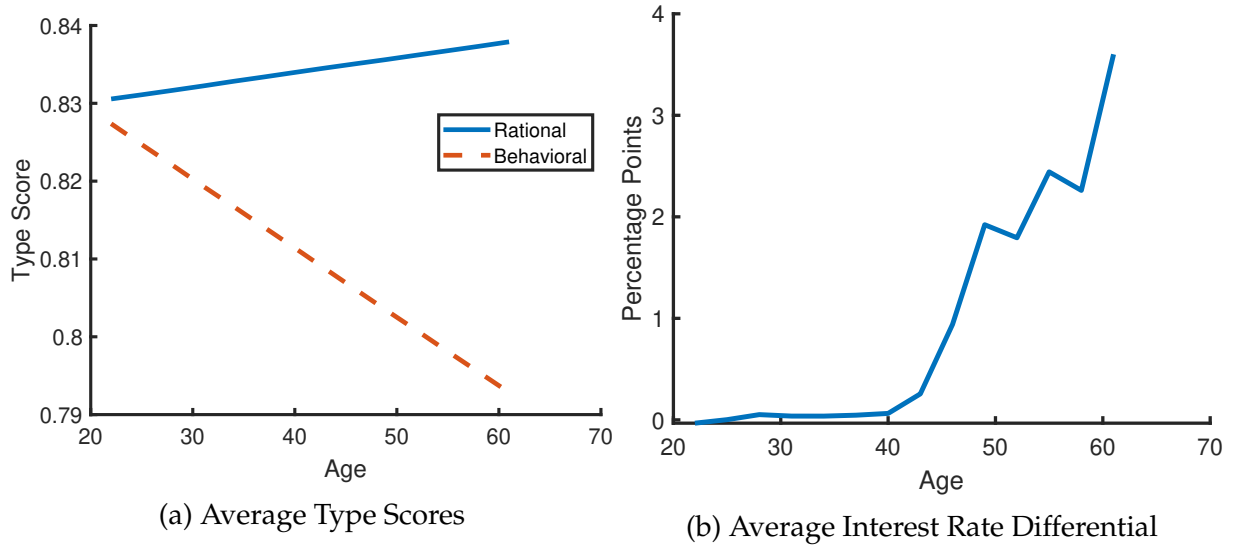 0.84
0.83
0.82
0.81
0.8
0.79
Type Score
Rational
Behavioral
20
30
40
50
60
70
Age
(a) Average Type Scores
4
3
2
1
0
Percentage Points
20
30
40
50
60
70
Age
(b) Average Interest Rate Differential